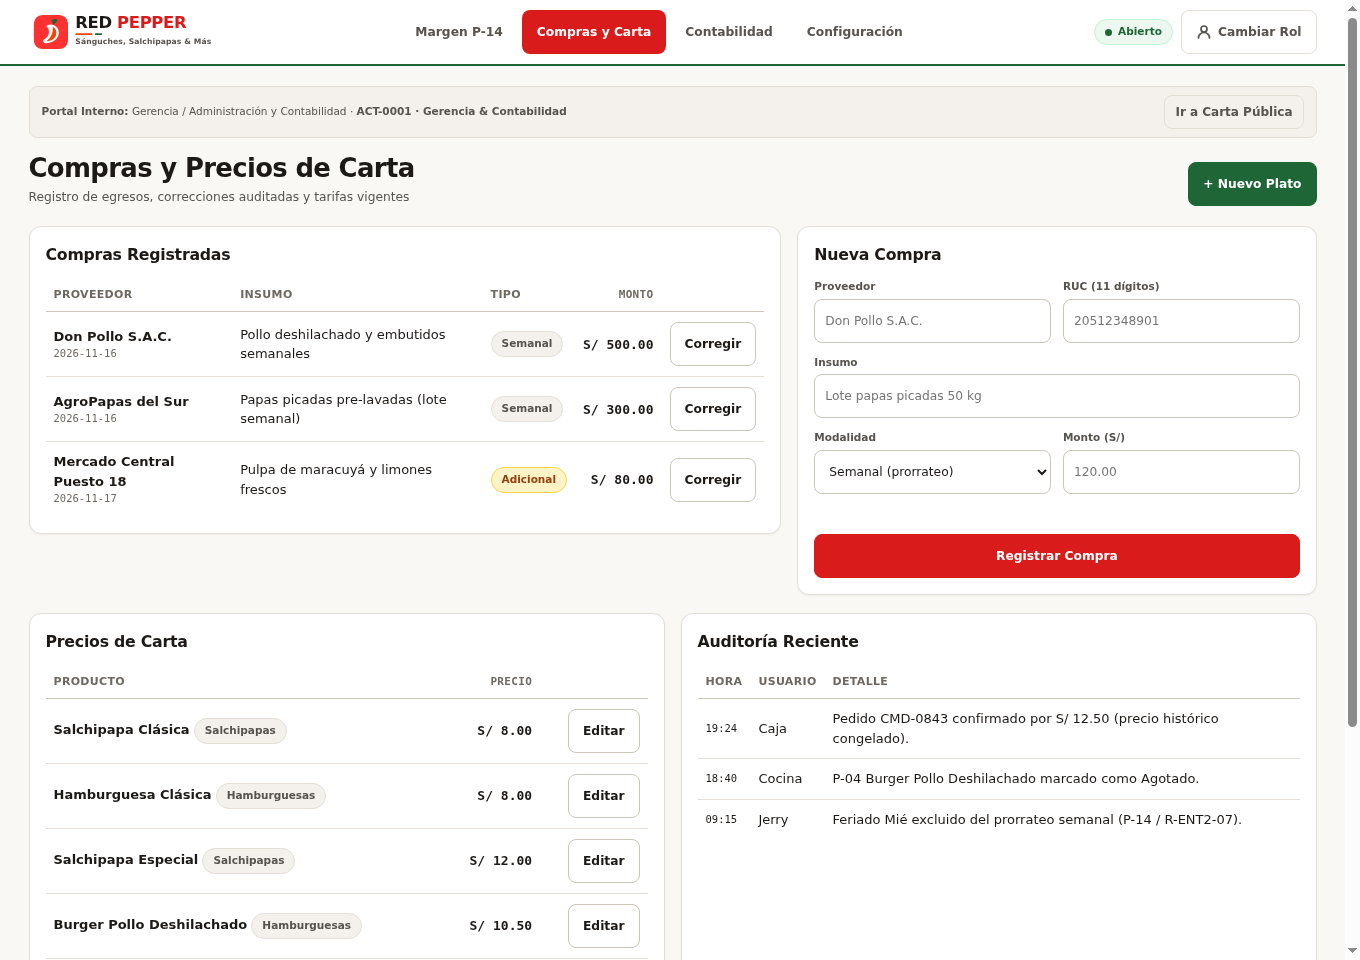 RED PEPPER
Sánguches, Salchipapas & Más
Margen P-14
Compras y Carta
Contabilidad
Configuración
Abierto
Cambiar Rol
Portal Interno: Gerencia / Administración y Contabilidad · ACT-0001 · Gerencia & Contabilidad
Ir a Carta Pública
Compras y Precios de Carta
Registro de egresos, correcciones auditadas y tarifas vigentes
+ Nuevo Plato
Compras Registradas
PROVEEDOR INSUMO TIPO MONTO
Don Pollo S.A.C.
2026-11-16
Pollo deshilachado y embutidos
semanales
Semanal
S/ 500.00
Corregir
AgroPapas del Sur
2026-11-16
Papas picadas pre-lavadas (lote
semanal)
Semanal
S/ 300.00
Corregir
Mercado Central
Puesto 18
2026-11-17
Pulpa de maracuyá y limones
frescos
Adicional
S/ 80.00
Corregir
Nueva Compra
Proveedor
Don Pollo S.A.C.
RUC (11 dígitos)
20512348901
Insumo
Lote papas picadas 50 kg
Modalidad
Semanal (prorrateo)
Monto (S/)
120.00
Registrar Compra
Precios de Carta
PRODUCTO PRECIO
Salchipapa Clásica Salchipapas S/ 8.00 Editar
Hamburguesa Clásica Hamburguesas S/ 8.00 Editar
Salchipapa Especial Salchipapas S/ 12.00 Editar
Burger Pollo Deshilachado Hamburguesas S/ 10.50 Editar
Auditoría Reciente
HORA USUARIO DETALLE
19:24 Caja Pedido CMD-0843 confirmado por S/ 12.50 (precio histórico
congelado).
18:40 Cocina P-04 Burger Pollo Deshilachado marcado como Agotado.
09:15 Jerry Feriado Mié excluido del prorrateo semanal (P-14 / R-ENT2-07).